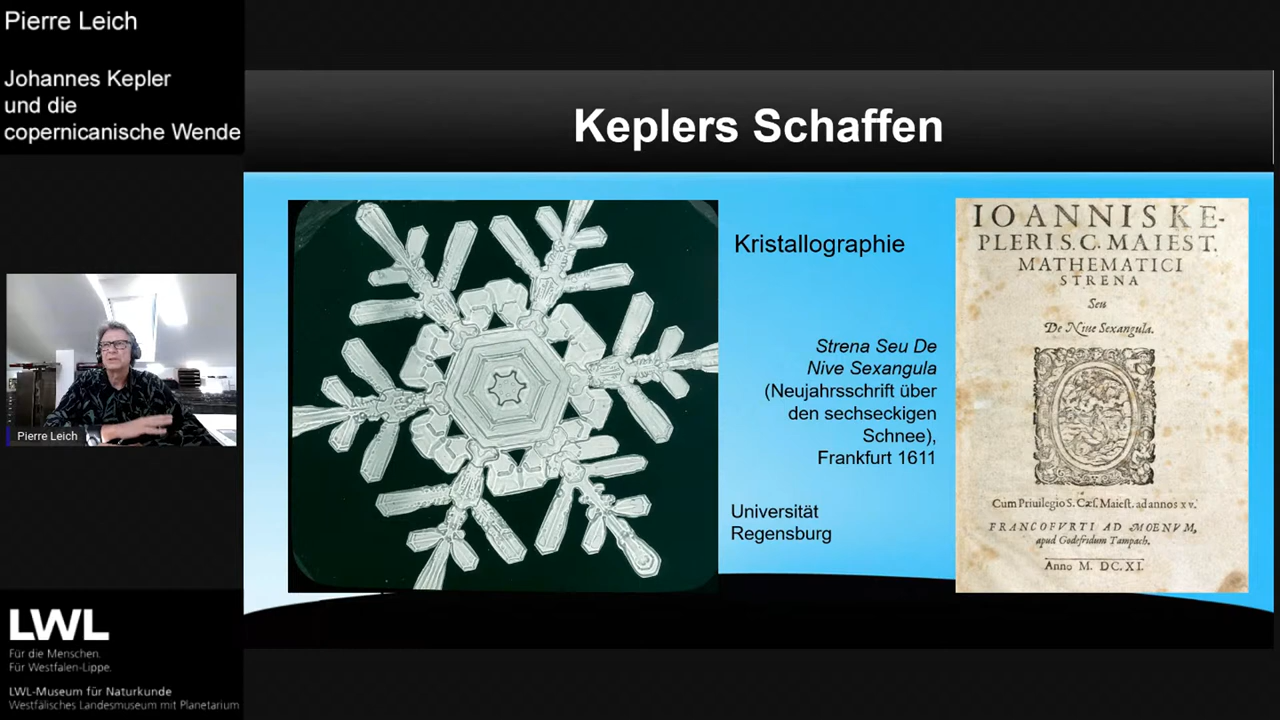 Pierre Leich
Johannes Kepler
und die
copernicanische Wende
Pierre Leich
LWL
Für die Menschen.
Für Westfalen-Lippe.
LWL-Museum für Naturkunde
Westfälisches Landesmuseum mit Planetarium
Keplers Schaffen
Kristallographie
Strena Seu De
Nive Sexangula
(Neujahrsschrift über
den sechseckigen
Schnee),
Frankfurt 1611
Universität
Regensburg
IOANNIS KE-
PLERI S. C. MAIEST.
MATHEMATICI
STRENA
Seu
De Niue Sexangula.
Cum Priuilegio S. Cæs. Maiest. ad annos xv.
FRANCOFVRTI AD MOENVM,
apud Godefridum Tampach.
Anno M. DC. XI.